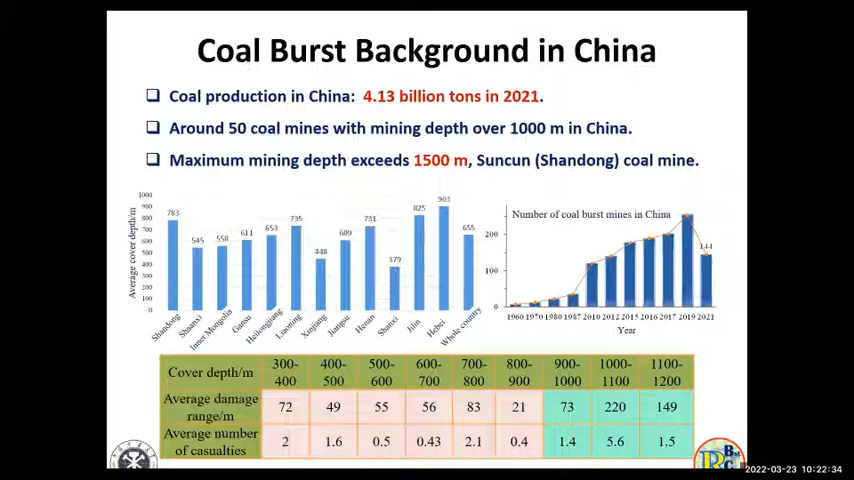 Coal Burst Background in China
Coal production in China: 4.13 billion tons in 2021.
Around 50 coal mines with mining depth over 1000 m in China.
Maximum mining depth exceeds 1500 m, Suncun (Shandong) coal mine.
Average cover depth/m
1000
900
800
700
600
500
400
300
200
100
0
783
545
558
611
653
735
448
609
731
379
825
903
655
Shandong
Shaanxi
Inner Mongolia
Gansu
Heilongjiang
Liaoning
Xinjiang
Jiangsu
Henan
Shanxi
Jilin
Hebei
Whole country
Number of coal burst mines in China
200
100
0
144
1960 1970 1980 1987 2010 2012 2015 2016 2017 2019 2021
Year
Cover depth/m 300-400 400-500 500-600 600-700 700-800 800-900 900-1000 1000-1100 1100-1200
Average damage range/m 72 49 55 56 83 21 73 220 149
Average number of casualties 2 1.6 0.5 0.43 2.1 0.4 1.4 5.6 1.5
2022-03-23 10:22:34